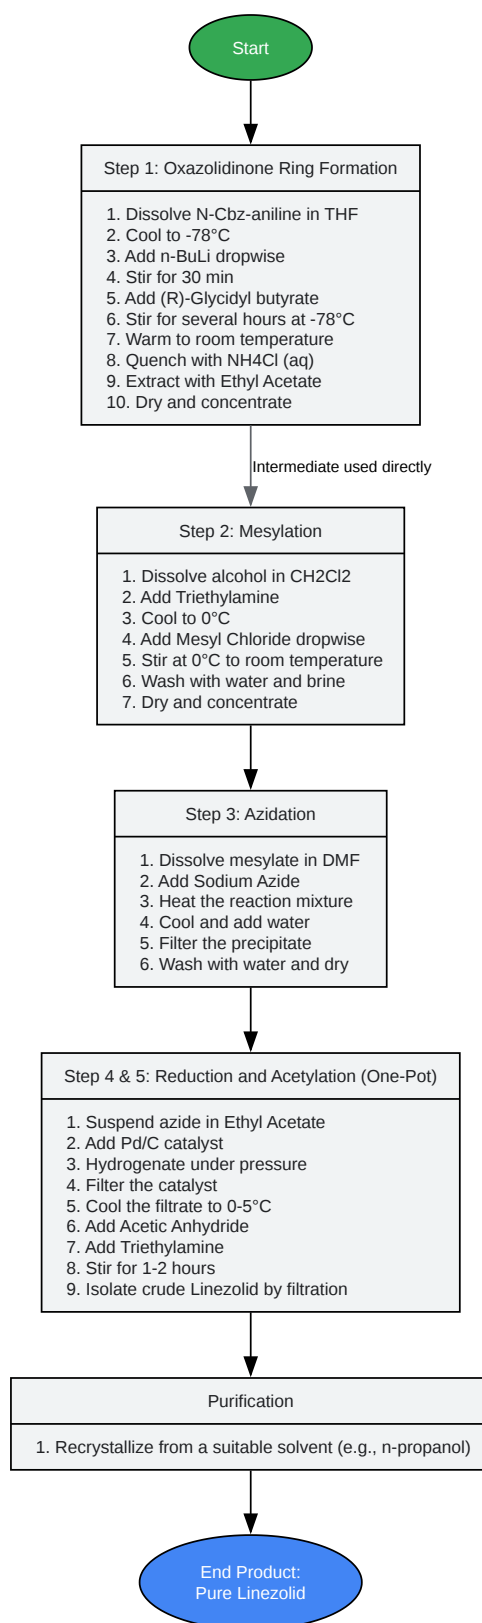 Start
Step 1: Oxazolidinone Ring Formation
1. Dissolve N-Cbz-aniline in THF
2. Cool to -78°C
3. Add n-BuLi dropwise
4. Stir for 30 min
5. Add (R)-Glycidyl butyrate
6. Stir for several hours at -78°C
7. Warm to room temperature
8. Quench with NH4Cl (aq)
9. Extract with Ethyl Acetate
10. Dry and concentrate
Intermediate used directly
Step 2: Mesylation
1. Dissolve alcohol in CH2Cl2
2. Add Triethylamine
3. Cool to 0°C
4. Add Mesyl Chloride dropwise
5. Stir at 0°C to room temperature
6. Wash with water and brine
7. Dry and concentrate
Step 3: Azidation
1. Dissolve mesylate in DMF
2. Add Sodium Azide
3. Heat the reaction mixture
4. Cool and add water
5. Filter the precipitate
6. Wash with water and dry
Step 4 & 5: Reduction and Acetylation (One-Pot)
1. Suspend azide in Ethyl Acetate
2. Add Pd/C catalyst
3. Hydrogenate under pressure
4. Filter the catalyst
5. Cool the filtrate to 0-5°C
6. Add Acetic Anhydride
7. Add Triethylamine
8. Stir for 1-2 hours
9. Isolate crude Linezolid by filtration
Purification
1. Recrystallize from a suitable solvent (e.g., n-propanol)
End Product:
Pure Linezolid